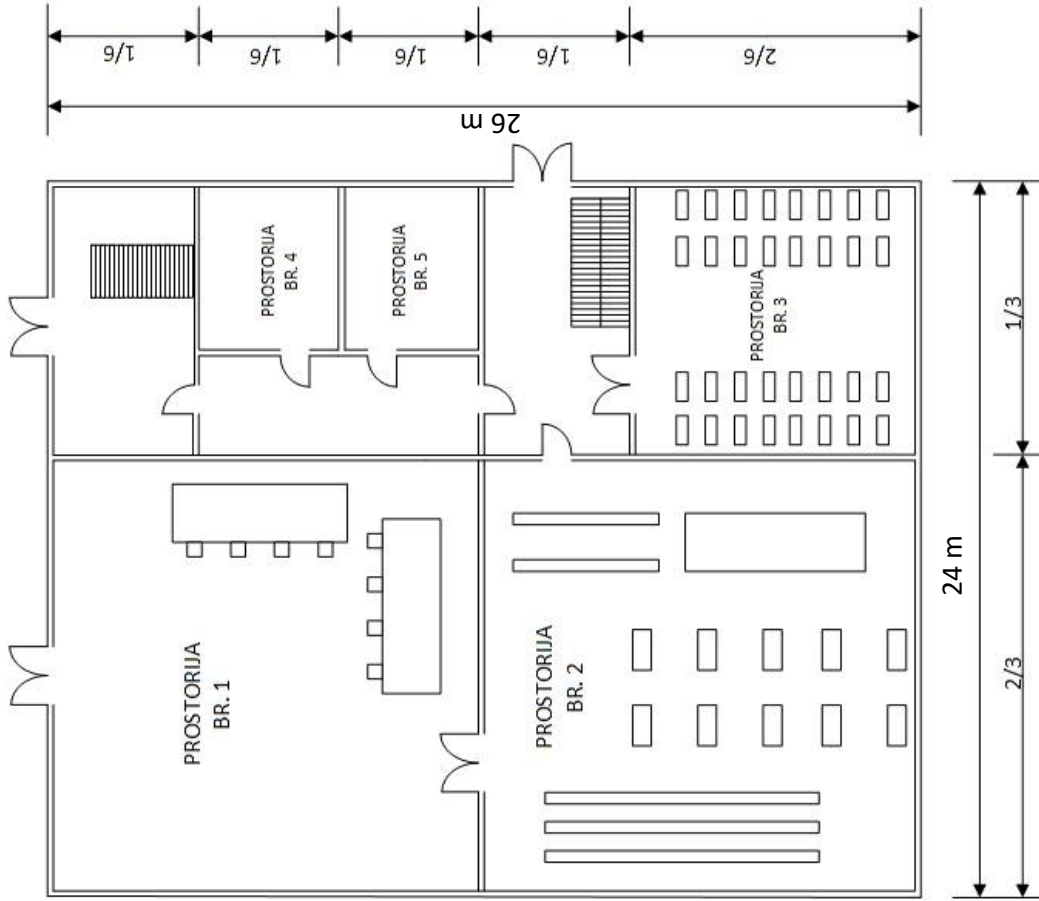 1/6
1/6
1/6
1/6
2/6
26 m
PROSTORIJA
BR. 4
PROSTORIJA
BR. 5
PROSTORIJA
BR. 3
1/3
PROSTORIJA
BR. 1
PROSTORIJA
BR. 2
24 m
2/3